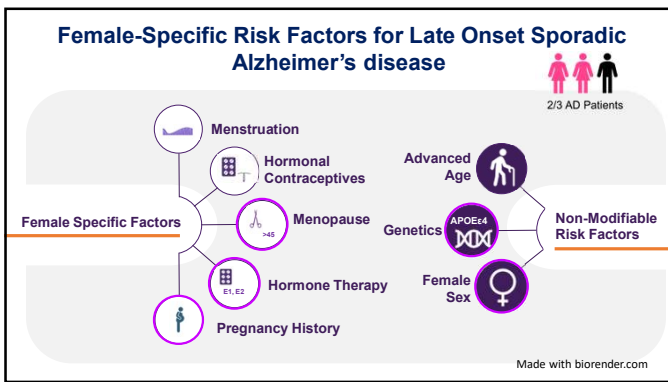 Female-Specific Risk Factors for Late Onset Sporadic
Alzheimer's disease
2/3 AD Patients
Menstruation
Hormonal
Contraceptives
Female Specific Factors
Menopause
>45
Hormone Therapy
E1, E2
Pregnancy History
Advanced
Age
Genetics
APOEε4
Non-Modifiable
Risk Factors
Female
Sex
Made with biorender.com